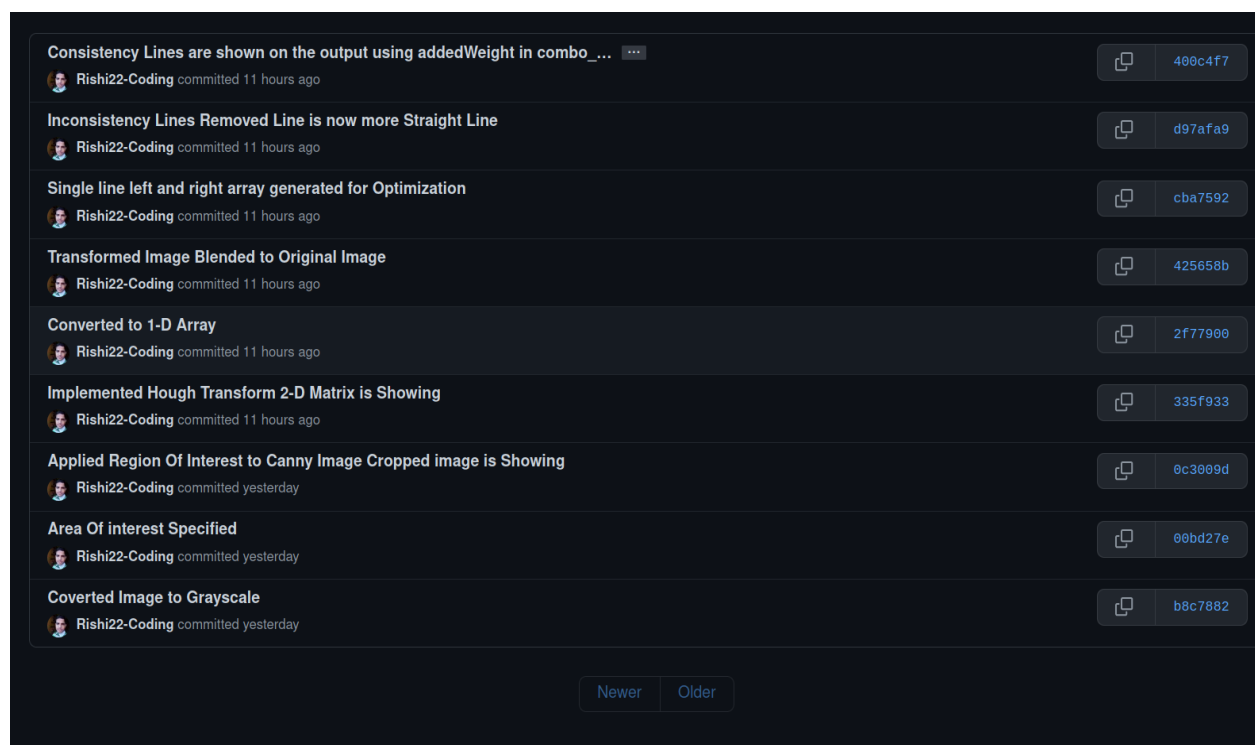 Consistency Lines are shown on the output using addedWeight in combo_... ...
Rishi22-Coding committed 11 hours ago
400c4f7
Inconsistency Lines Removed Line is now more Straight Line
Rishi22-Coding committed 11 hours ago
d97afa9
Single line left and right array generated for Optimization
Rishi22-Coding committed 11 hours ago
cba7592
Transformed Image Blended to Original Image
Rishi22-Coding committed 11 hours ago
425658b
Converted to 1-D Array
Rishi22-Coding committed 11 hours ago
2f77900
Implemented Hough Transform 2-D Matrix is Showing
Rishi22-Coding committed 11 hours ago
335f933
Applied Region Of Interest to Canny Image Cropped image is Showing
Rishi22-Coding committed yesterday
0c3009d
Area Of interest Specified
Rishi22-Coding committed yesterday
00bd27e
Coverted Image to Grayscale
Rishi22-Coding committed yesterday
b8c7882
Newer Older